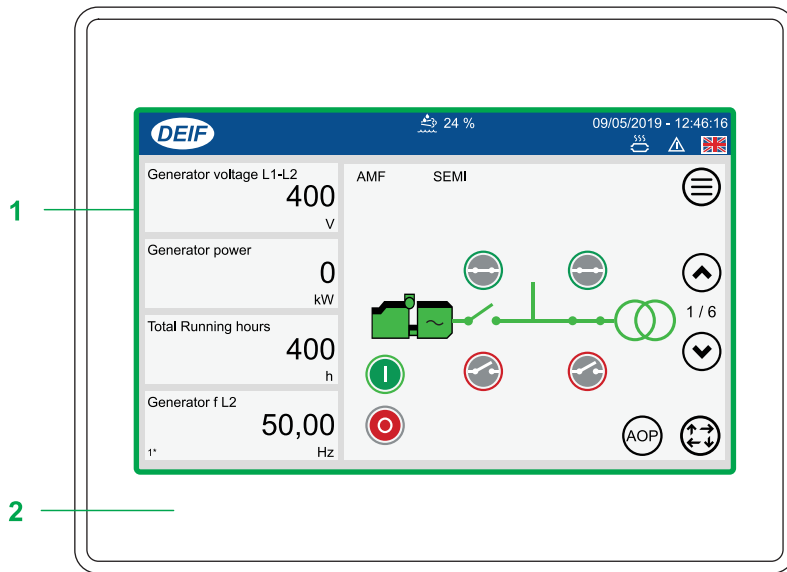 DEIF
24 %
09/05/2019 - 12:46:16
1
Generator voltage L1-L2
400
V
Generator power
0
kW
Total Running hours
400
h
Generator f L2
50,00
1*
Hz
AMF SEMI
1 / 6
AOP
2